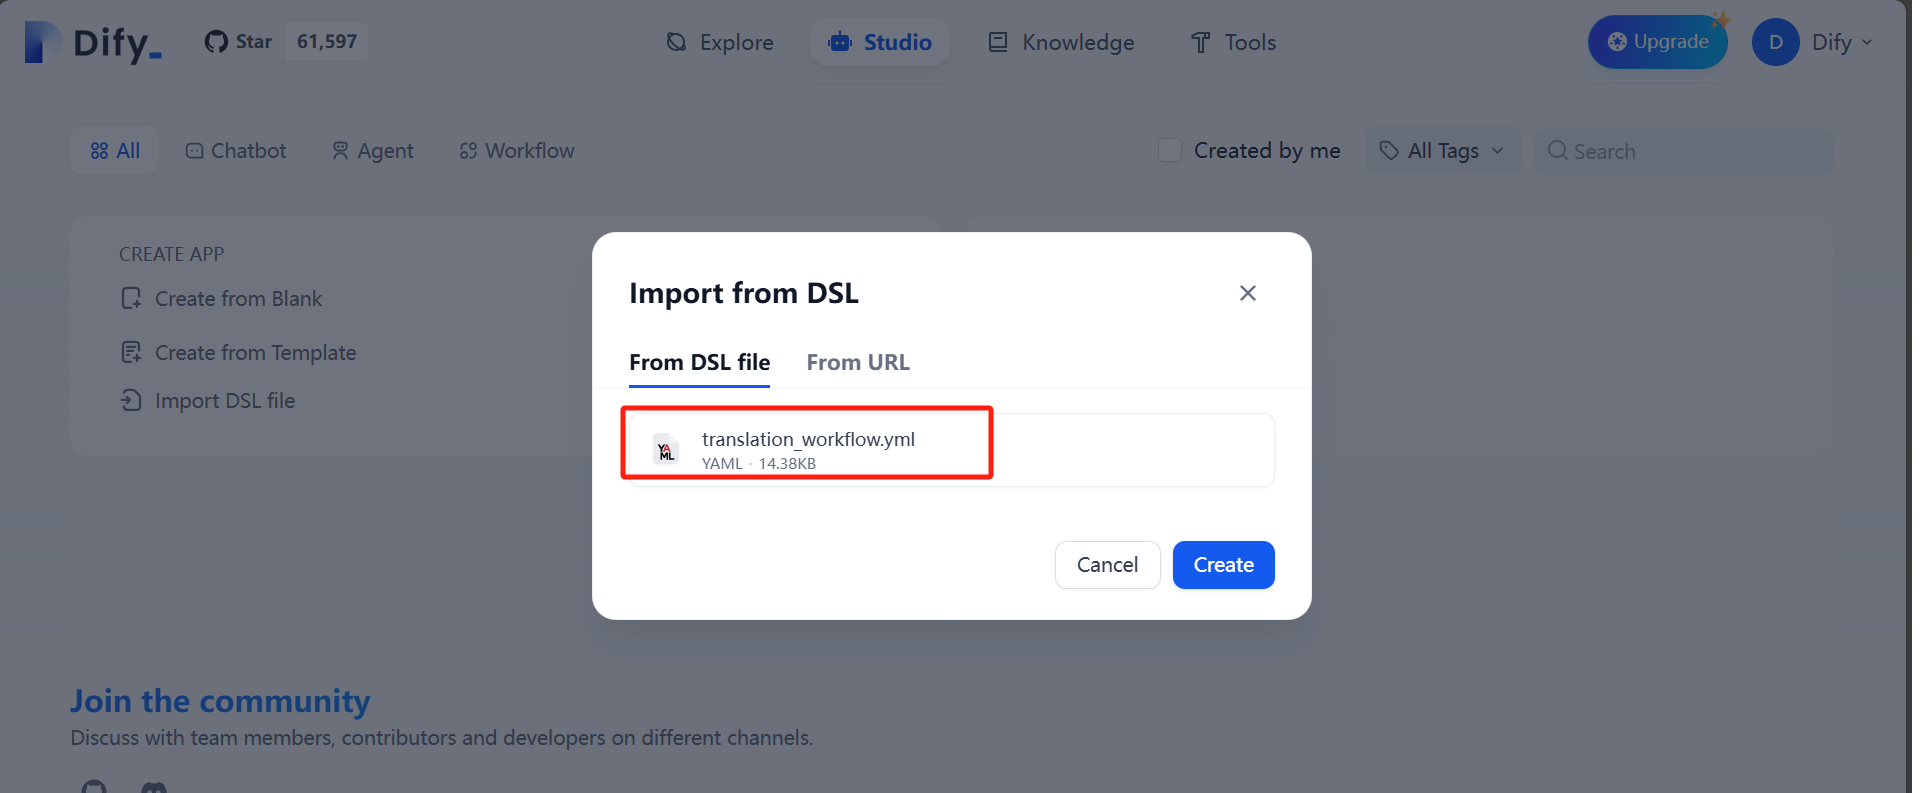 Dify_
Star 61,597
Explore
Studio
Knowledge
Tools
Upgrade
D
Dify
All
Chatbot
Agent
Workflow
Created by me
All Tags
Search
CREATE APP
Create from Blank
Create from Template
Import DSL file
Import from DSL
From DSL file
From URL
YAML
translation_workflow.yml
YAML · 14.38KB
Cancel
Create
Join the community
Discuss with team members, contributors and developers on different channels.